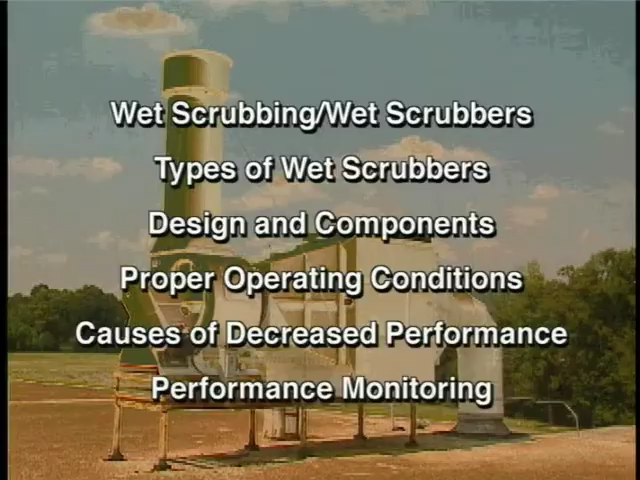 Wet Scrubbing/Wet Scrubbers
Types of Wet Scrubbers
Design and Components
Proper Operating Conditions
Causes of Decreased Performance
Performance Monitoring